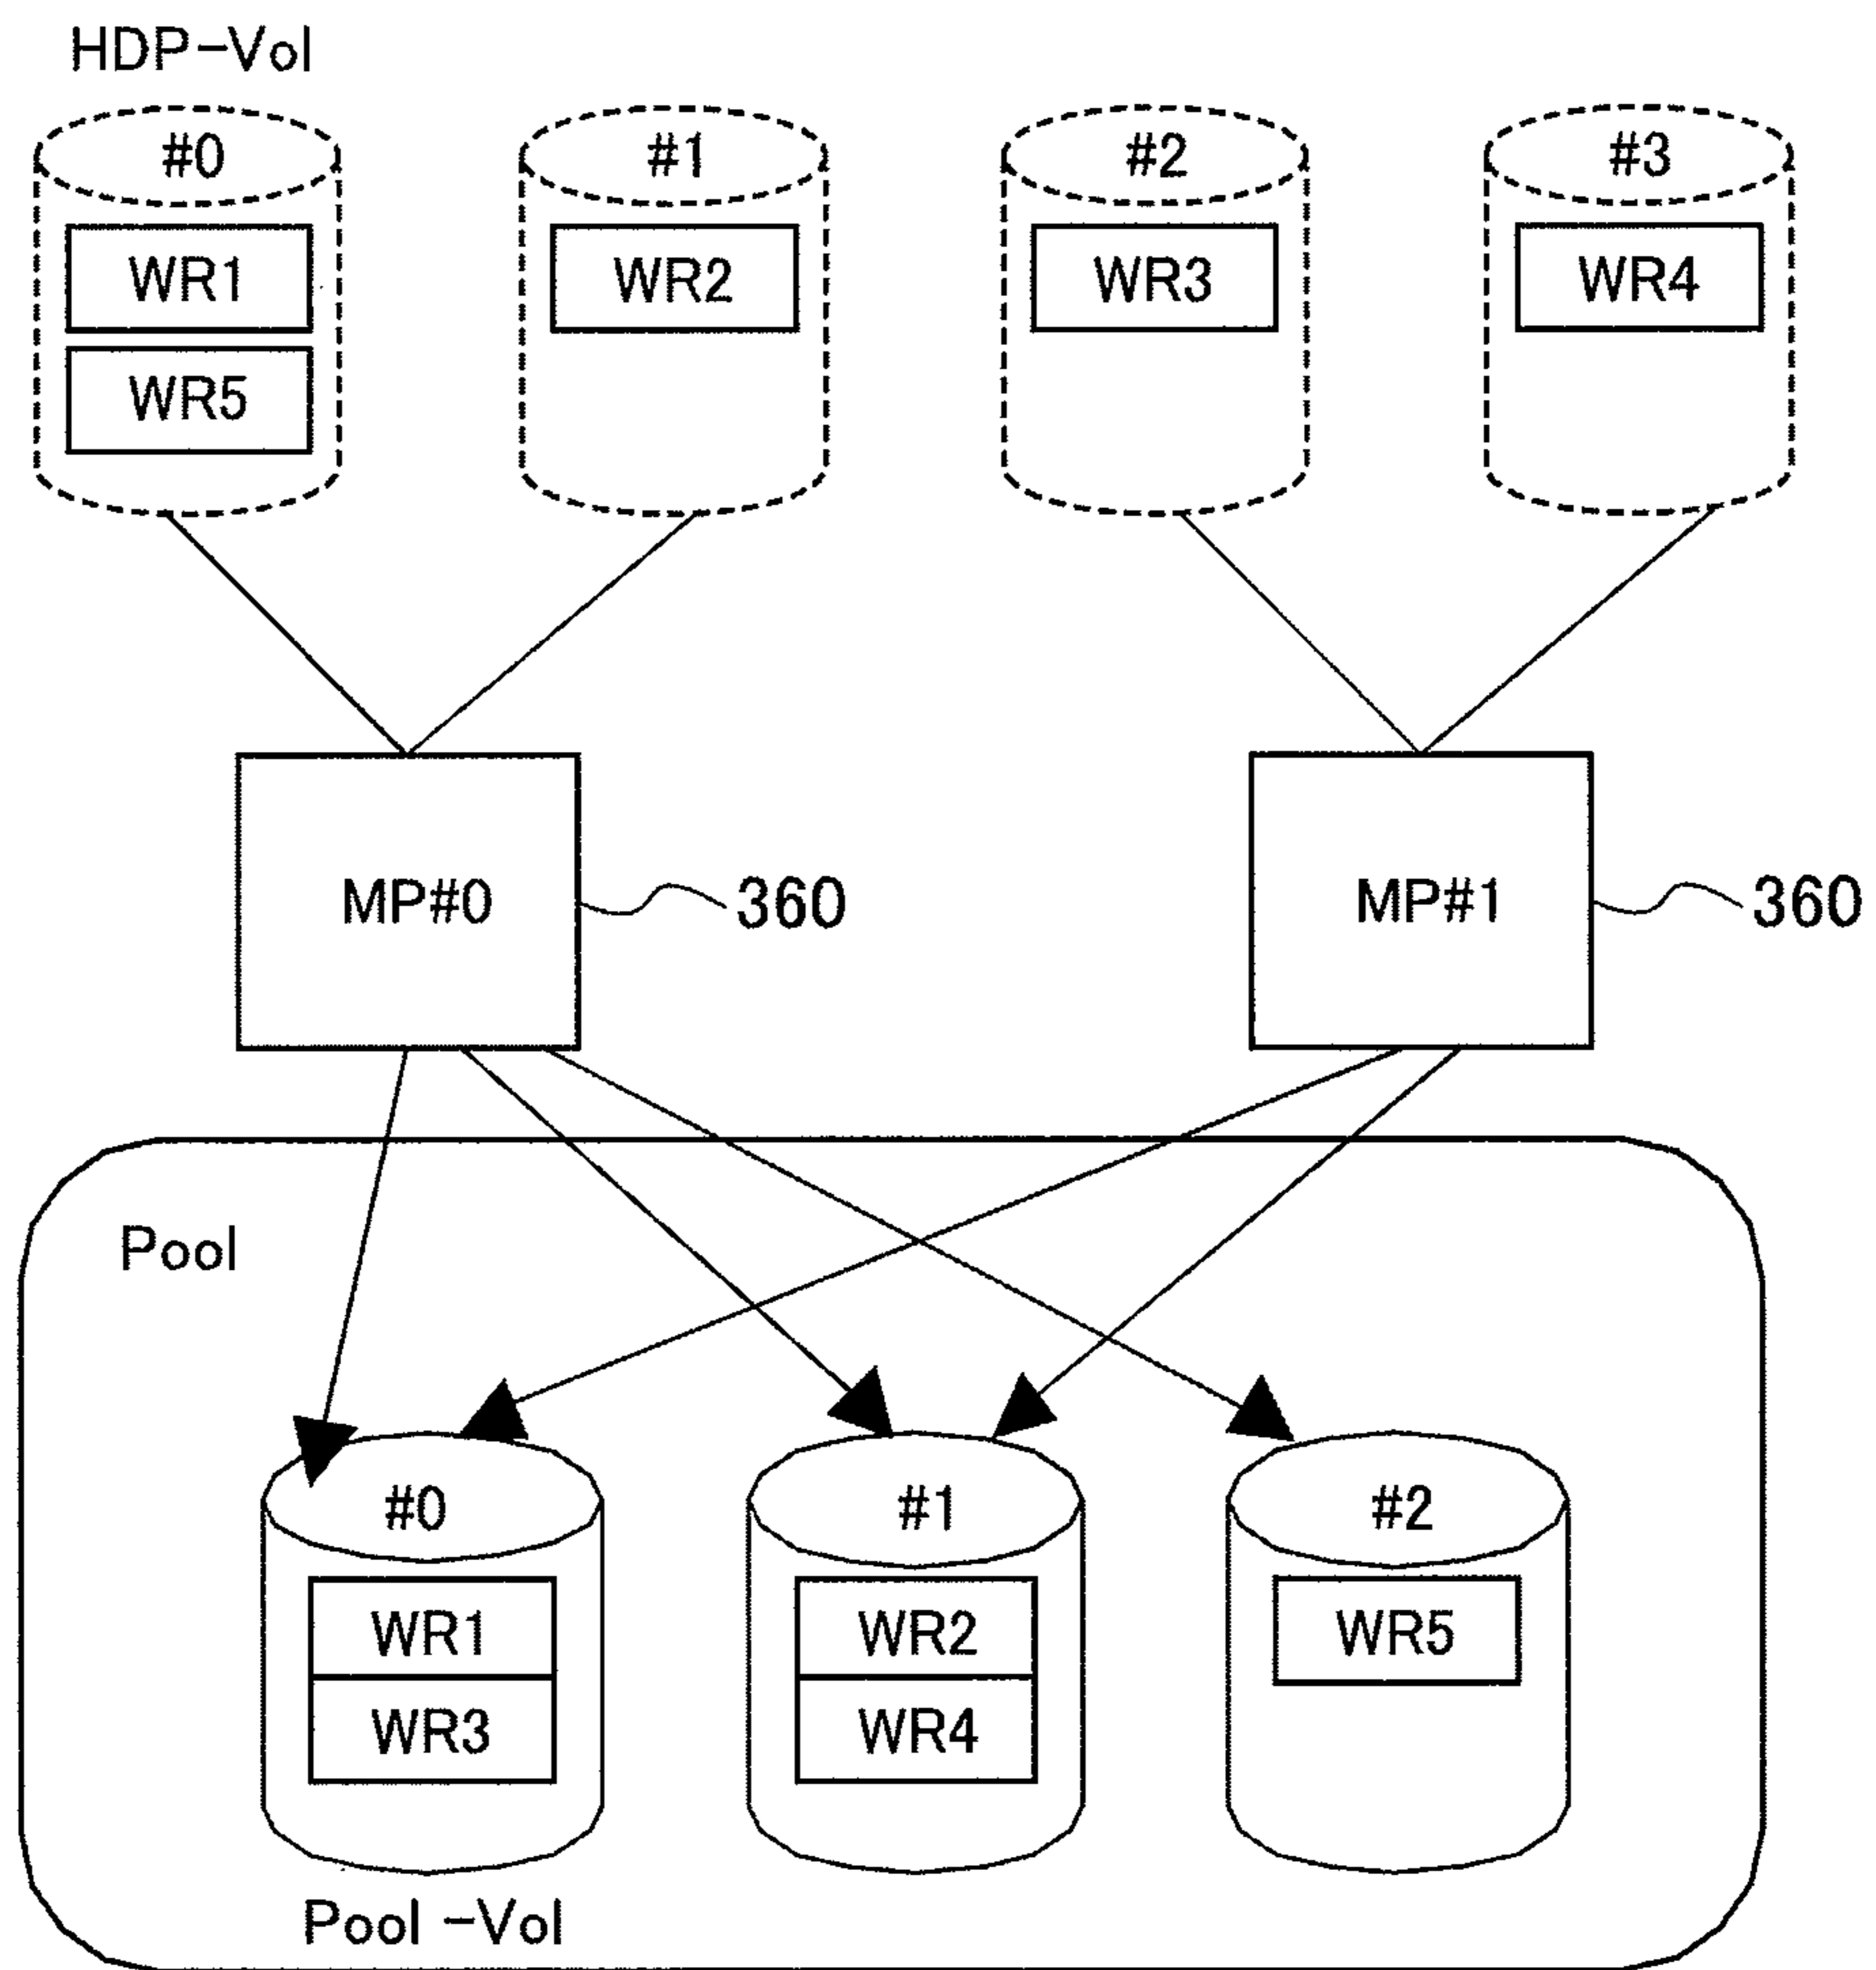 HDP-Vol
#0 #1 #2 #3
WR1 WR2 WR3 WR4
WR5
MP#0 360 MP#1 360
Pool
#0 #1 #2
WR1 WR2 WR5
WR3 WR4
Pool -Vol